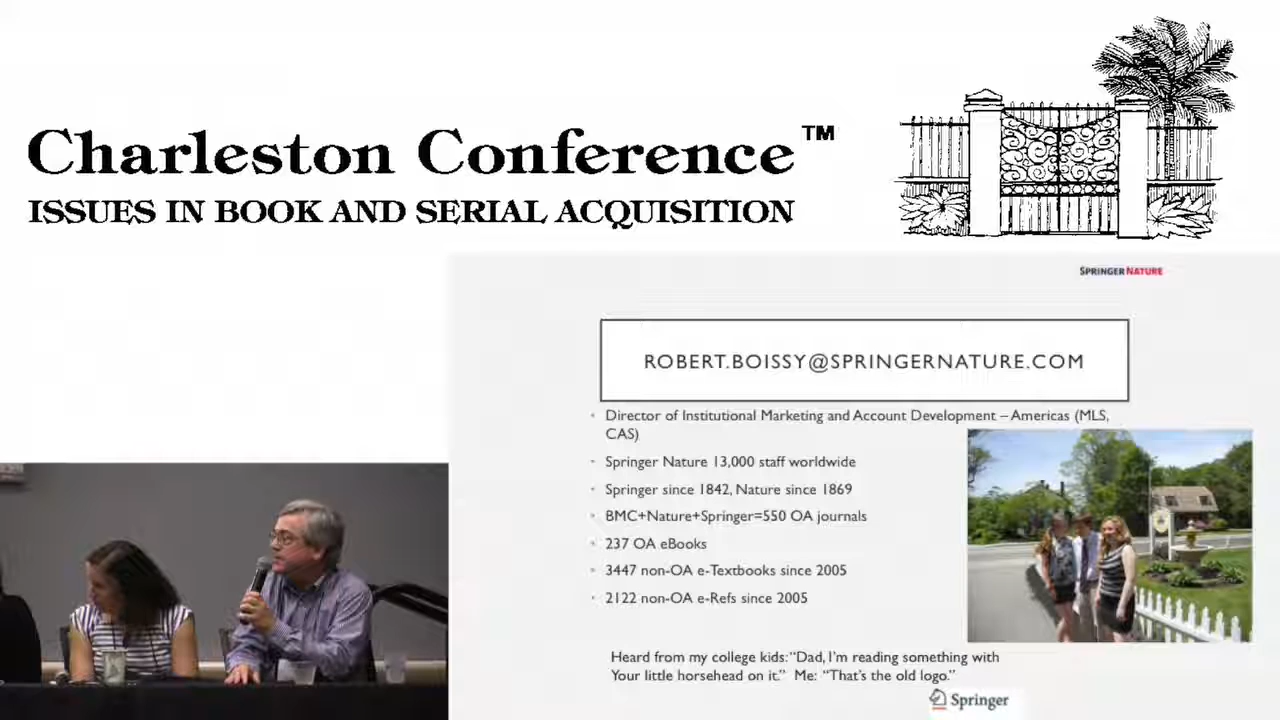 Charleston Conference™
ISSUES IN BOOK AND SERIAL ACQUISITION
SPRINGER NATURE
ROBERT.BOISSY@SPRINGERNATURE.COM
• Director of Institutional Marketing and Account Development – Americas (MLS,
CAS)
• Springer Nature 13,000 staff worldwide
• Springer since 1842, Nature since 1869
• BMC+Nature+Springer=550 OA journals
• 237 OA eBooks
• 3447 non-OA e-Textbooks since 2005
• 2122 non-OA e-Refs since 2005
Heard from my college kids: “Dad, I’m reading something with
Your little horsehead on it.” Me: “That’s the old logo.”
Springer